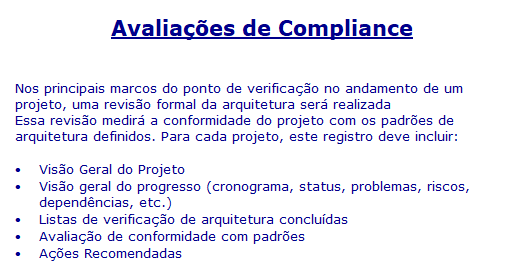 Avaliações de Compliance
Nos principais marcos do ponto de verificação no andamento de um
projeto, uma revisão formal da arquitetura será realizada
Essa revisão medirá a conformidade do projeto com os padrões de
arquitetura definidos. Para cada projeto, este registro deve incluir:
• Visão Geral do Projeto
• Visão geral do progresso (cronograma, status, problemas, riscos,
dependências, etc.)
• Listas de verificação de arquitetura concluídas
• Avaliação de conformidade com padrões
• Ações Recomendadas